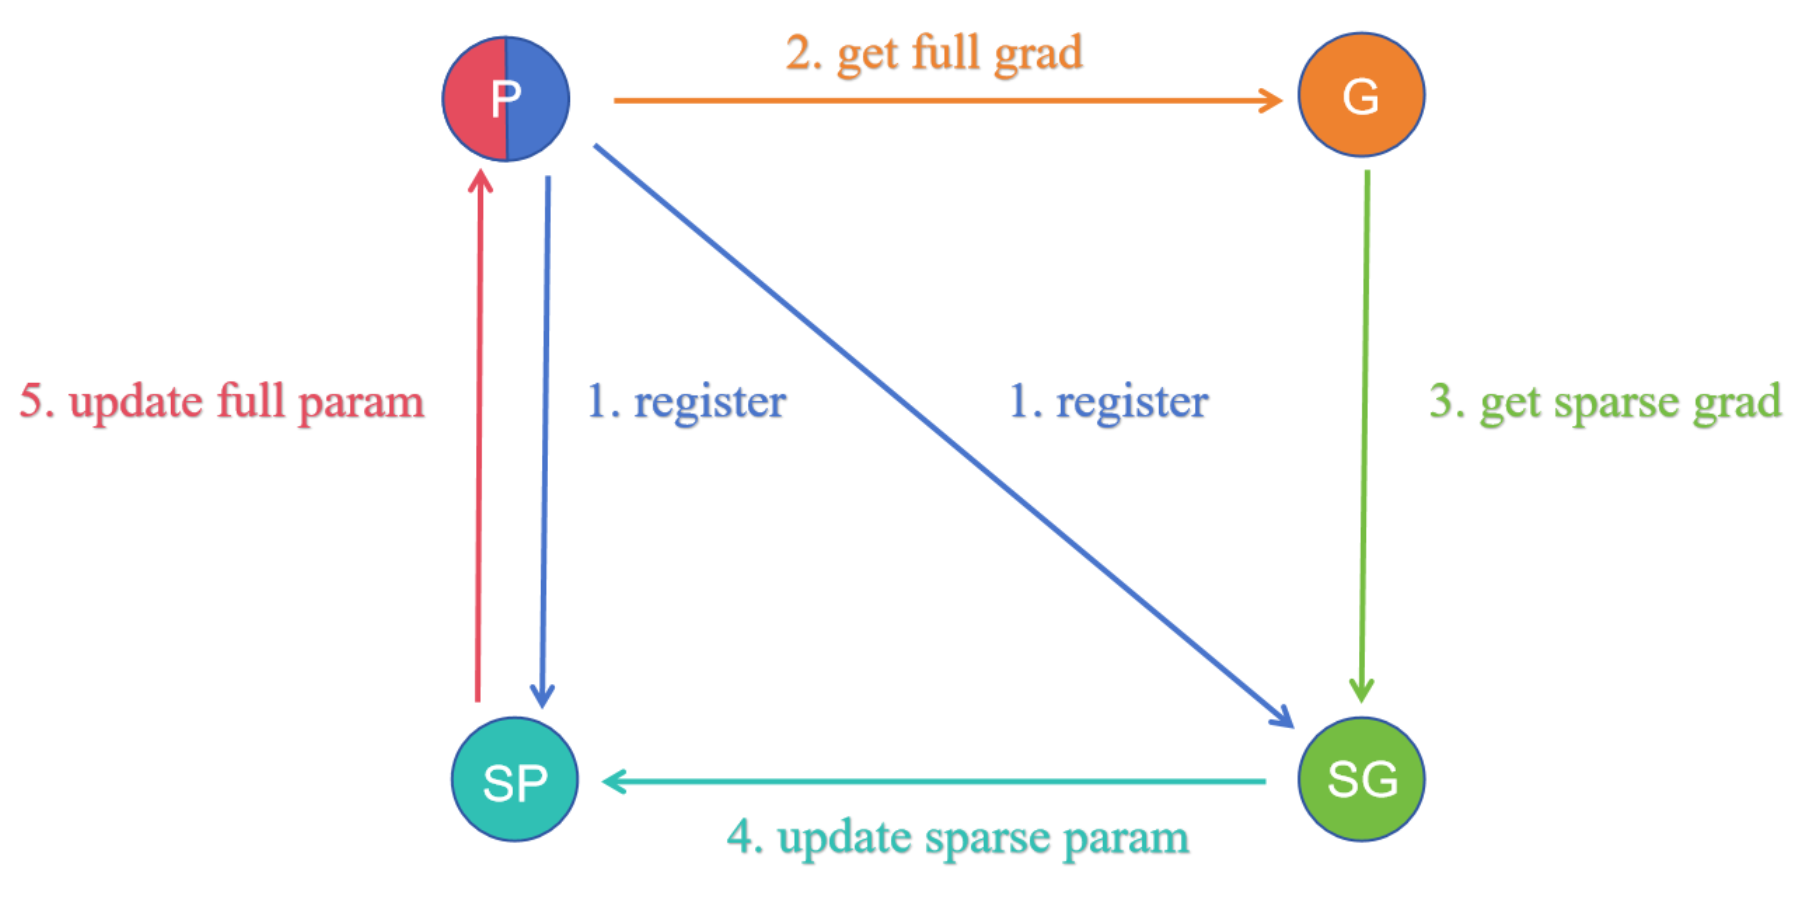 2. get full grad
P
G
5. update full param
1. register
1. register
3. get sparse grad
SP
SG
4. update sparse param